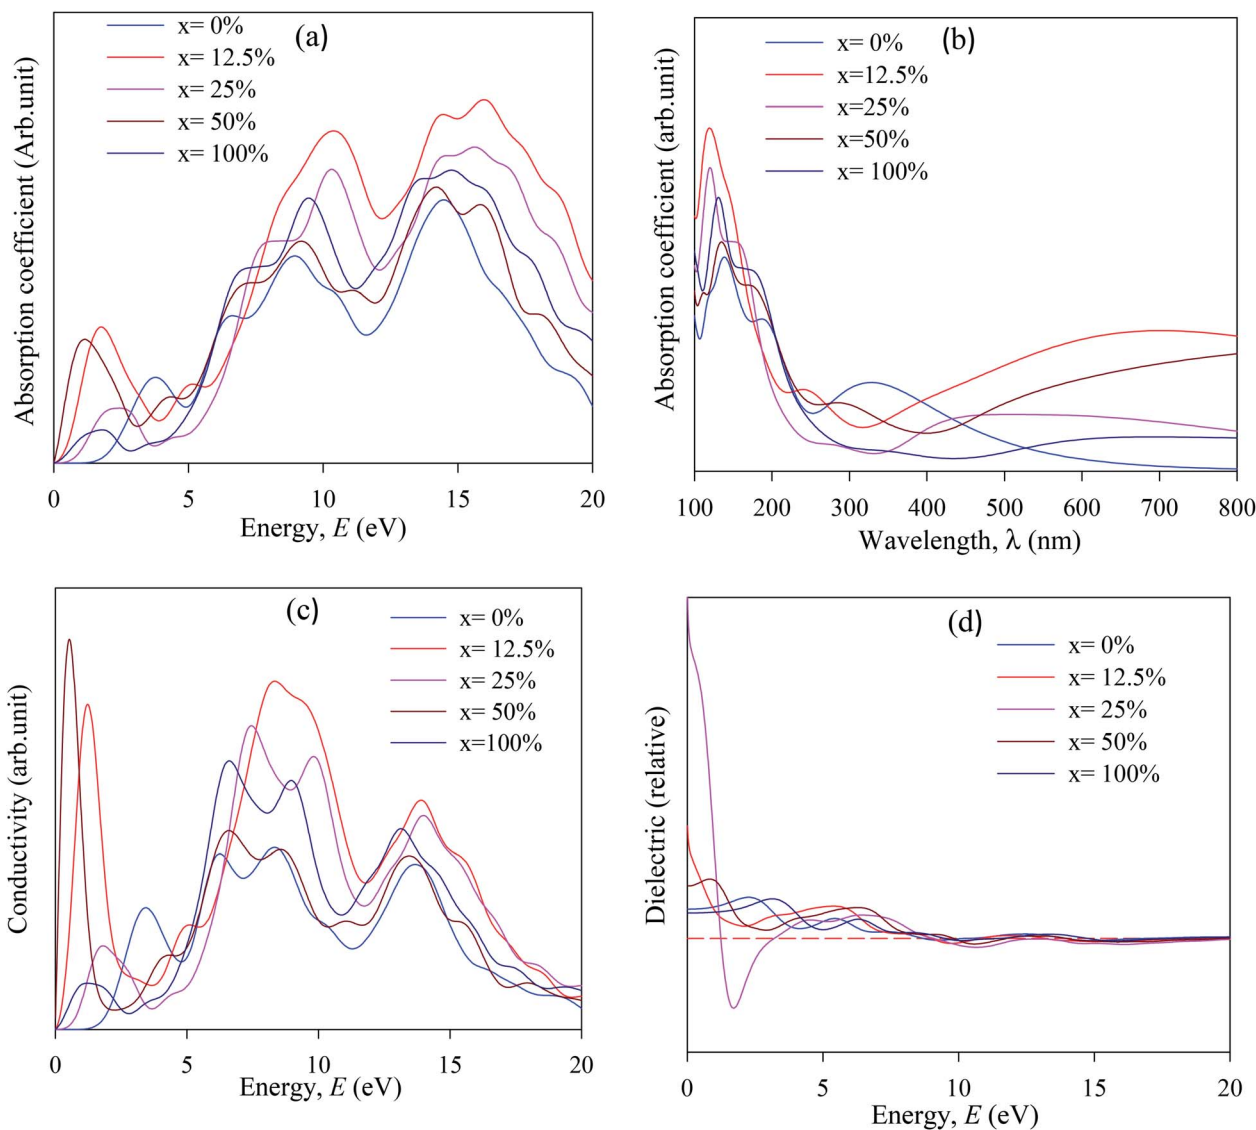 (a)
x= 0%
x= 12.5%
x= 25%
x= 50%
x= 100%
Absorption coefficient (Arb.unit)
0 5 10 15 20
Energy, E (eV)
(b)
x= 0%
x=12.5%
x=25%
x=50%
x= 100%
Absorption coefficient (arb.unit)
100 200 300 400 500 600 700 800
Wavelength, λ (nm)
(c)
x= 0%
x= 12.5%
x= 25%
x= 50%
x=100%
Conductivity (arb.unit)
0 5 10 15 20
Energy, E (eV)
(d)
x= 0%
x= 12.5%
x= 25%
x= 50%
x= 100%
Dielectric (relative)
0 5 10 15 20
Energy, E (eV)